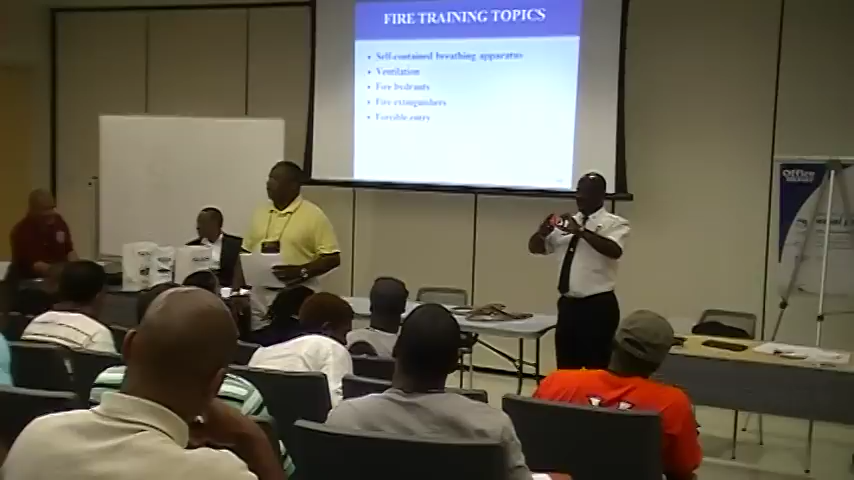 FIRE TRAINING TOPICS
• Self-contained breathing apparatus
• Ventilation
• Fire hydrants
• Fire extinguishers
• Forcible entry
Office